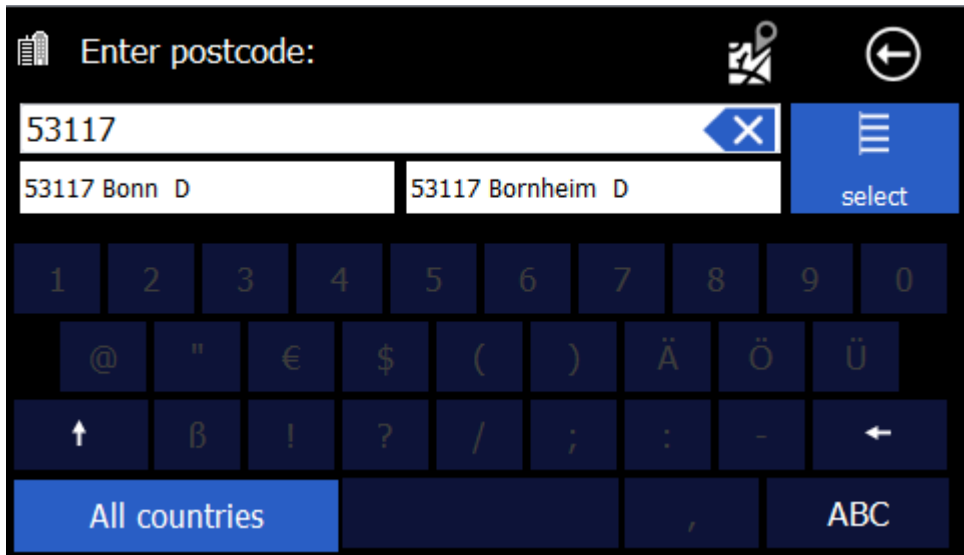 Enter postcode:
53117
53117 Bonn D
53117 Bornheim D
select
1 2 3 4 5 6 7 8 9 0
@ " € $ ( ) Ä Ö Ü
ß ! ? / ; : -
All countries , ABC